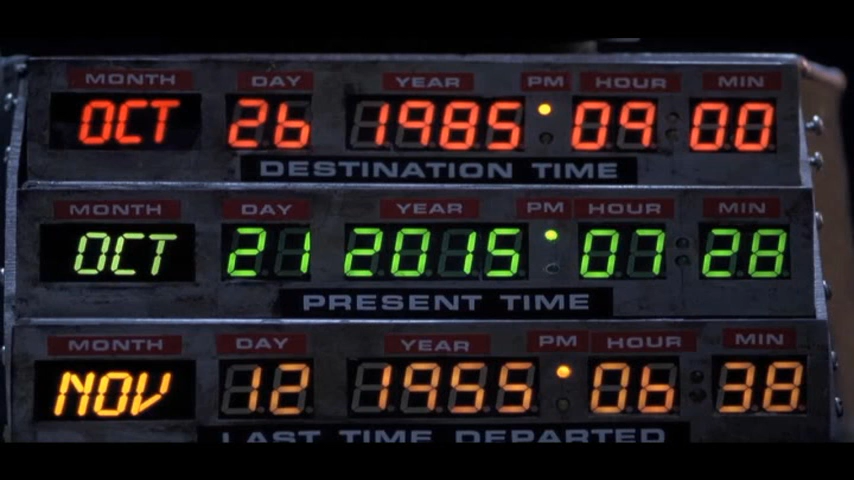 MONTH DAY YEAR PM HOUR MIN
OCT 26 1985 09 00
DESTINATION TIME
MONTH DAY YEAR PM HOUR MIN
OCT 21 2015 07 28
PRESENT TIME
MONTH DAY YEAR PM HOUR MIN
NOV 12 1955 06 38
LAST TIME DEPARTED